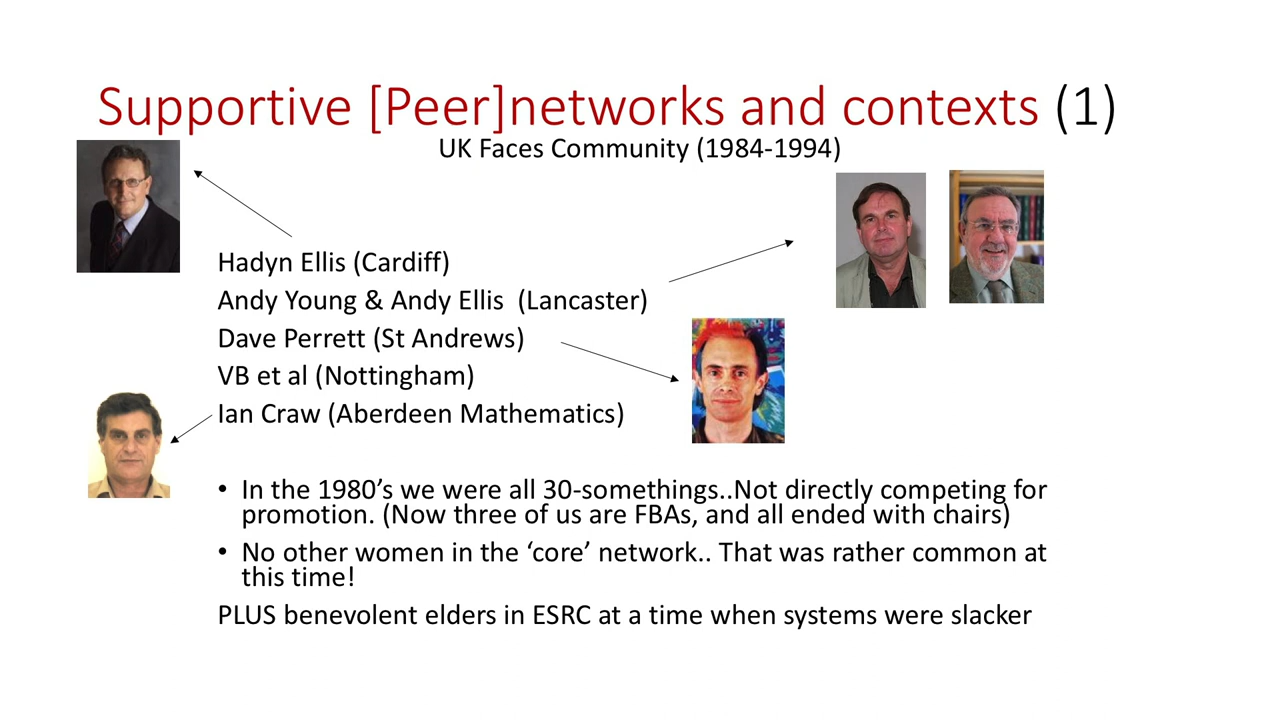 Supportive [Peer]networks and contexts (1)
UK Faces Community (1984-1994)
Hadyn Ellis (Cardiff)
Andy Young & Andy Ellis  (Lancaster)
Dave Perrett (St Andrews)
VB et al (Nottingham)
Ian Craw (Aberdeen Mathematics)
• In the 1980’s we were all 30-somethings..Not directly competing for
promotion. (Now three of us are FBAs, and all ended with chairs)
• No other women in the ‘core’ network.. That was rather common at
this time!
PLUS benevolent elders in ESRC at a time when systems were slacker